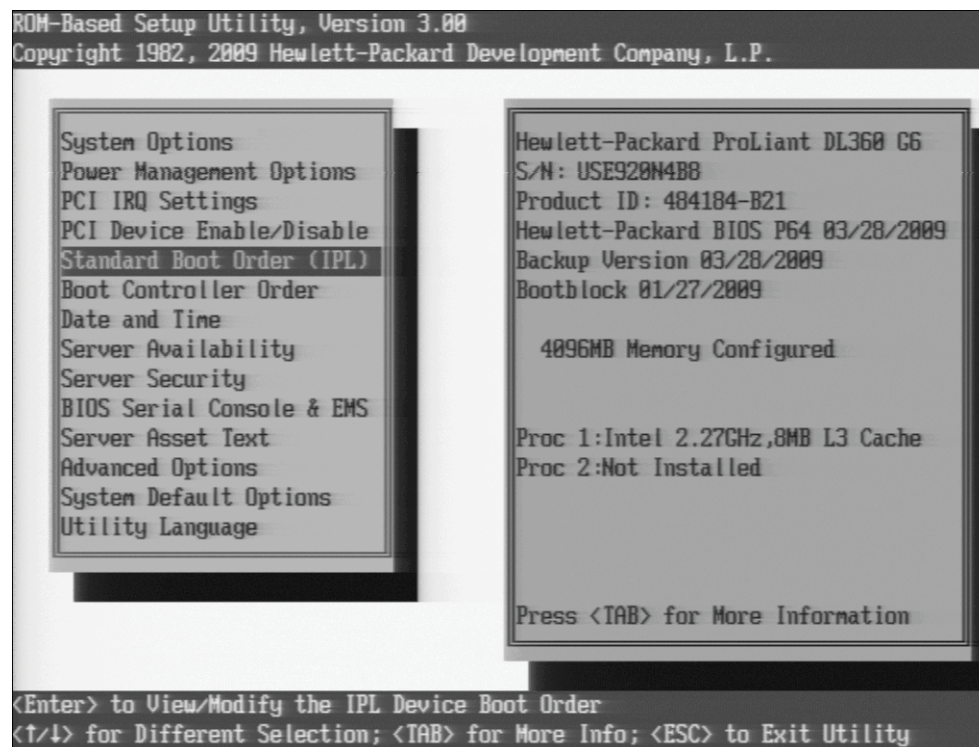 ROM-Based Setup Utility, Version 3.00
Copyright 1982, 2009 Hewlett-Packard Development Company, L.P.
System Options
Power Management Options
PCI IRQ Settings
PCI Device Enable/Disable
Standard Boot Order (IPL)
Boot Controller Order
Date and Time
Server Availability
Server Security
BIOS Serial Console & EMS
Server Asset Text
Advanced Options
System Default Options
Utility Language
Hewlett-Packard ProLiant DL360 G6
S/N: USE920N4B8
Product ID: 484184-B21
Hewlett-Packard BIOS P64 03/28/2009
Backup Version 03/28/2009
Bootblock 01/27/2009
4096MB Memory Configured
Proc 1:Intel 2.27GHz,8MB L3 Cache
Proc 2:Not Installed
Press <TAB> for More Information
<Enter> to View/Modify the IPL Device Boot Order
<↑/↓> for Different Selection; <TAB> for More Info; <ESC> to Exit Utility